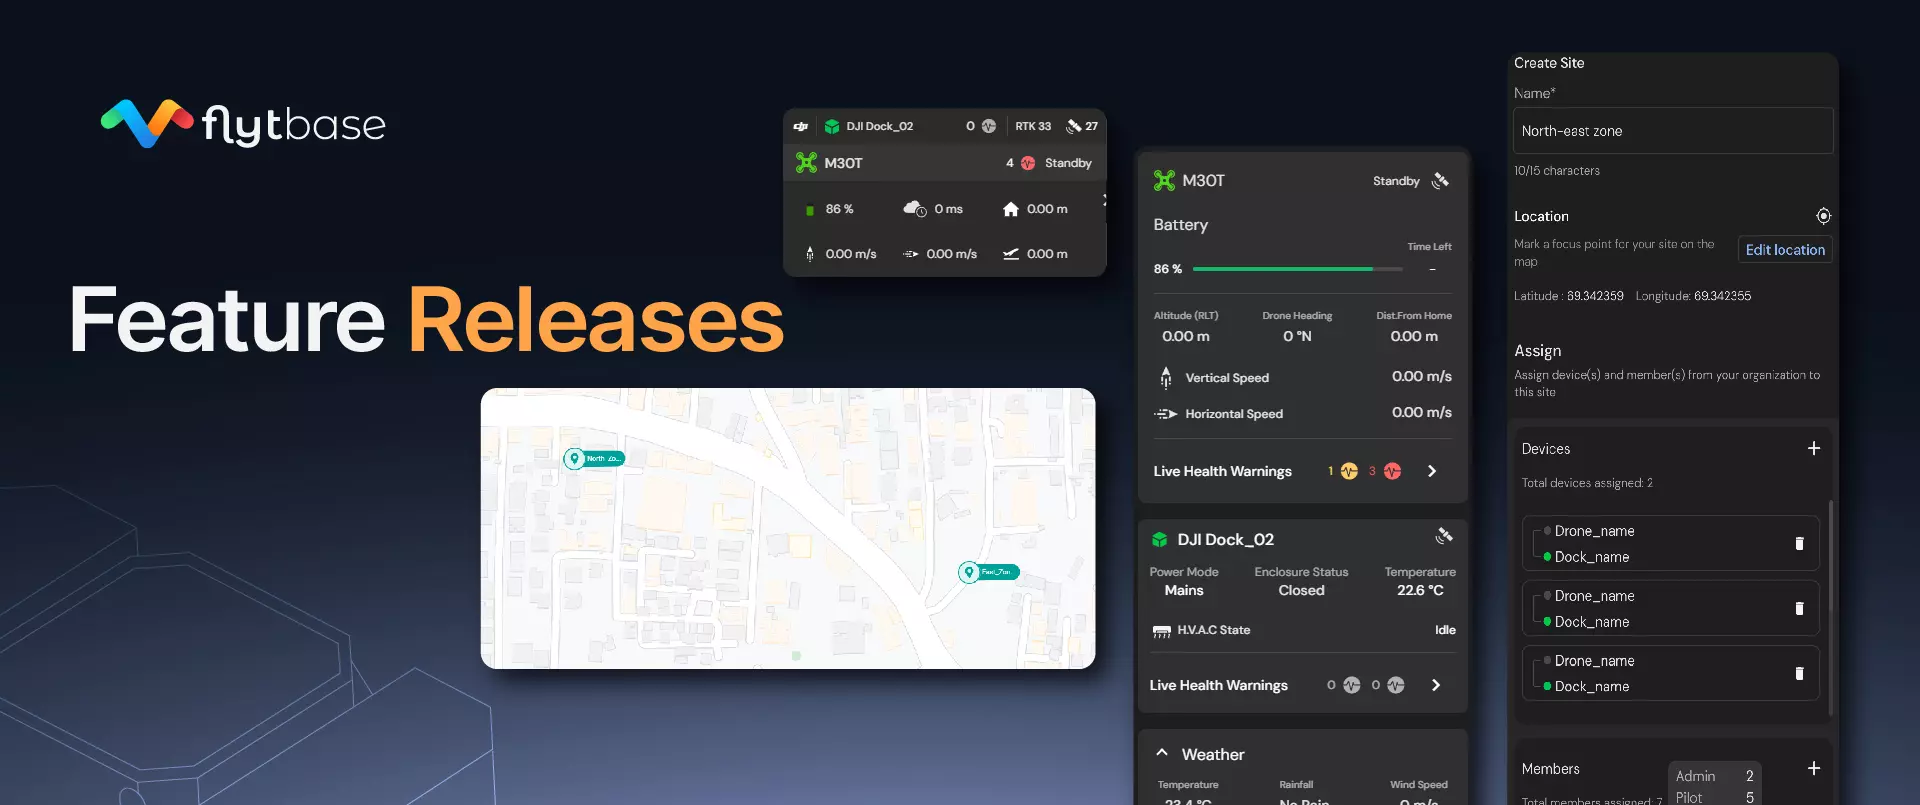 flytbase
Feature Releases
DJI Dock_02 0 RTK 33 27
M30T 4 Standby
86 % 0 ms 0.00 m
0.00 m/s 0.00 m/s 0.00 m
North_Zo...
East_Zon
M30T Standby
Battery
Time Left
86 % -
Altitude (RLT) Drone Heading Dist.From Home
0.00 m 0 °N 0.00 m
Vertical Speed 0.00 m/s
Horizontal Speed 0.00 m/s
Live Health Warnings 1 3
DJI Dock_02
Power Mode Enclosure Status Temperature
Mains Closed 22.6 °C
H.V.A.C State Idle
Live Health Warnings 0 0
Weather
Temperature Rainfall Wind Speed
23.4 °C No Rain 0 m/s
Create Site
Name*
North-east zone
10/15 characters
Location
Mark a focus point for your site on the
map
Edit location
Latitude : 69.342359 Longitude: 69.342355
Assign
Assign device(s) and member(s) from your organization to
this site
Devices
Total devices assigned: 2
Drone_name
Dock_name
Drone_name
Dock_name
Drone_name
Dock_name
Members
Total members assigned: 7
Admin 2
Pilot 5